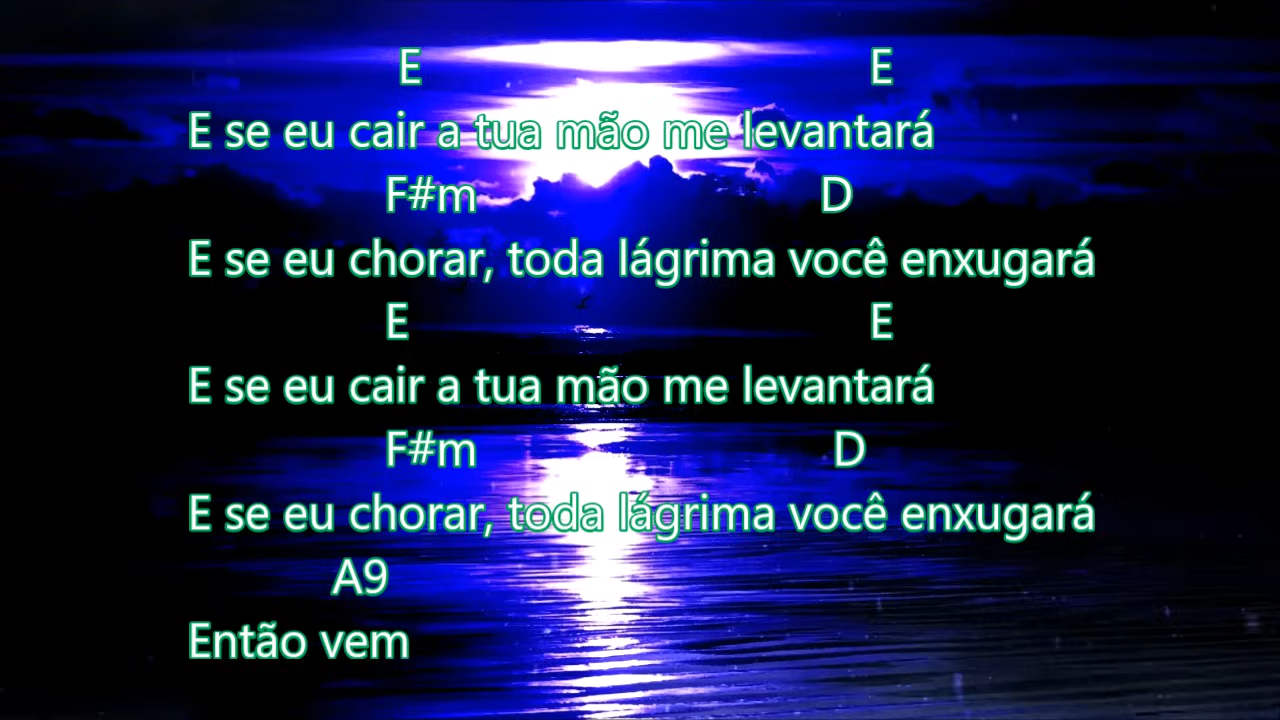 E E
E se eu cair a tua mão me levantará
F#m D
E se eu chorar, toda lágrima você enxugará
E E
E se eu cair a tua mão me levantará
F#m D
E se eu chorar, toda lágrima você enxugará
A9
Então vem